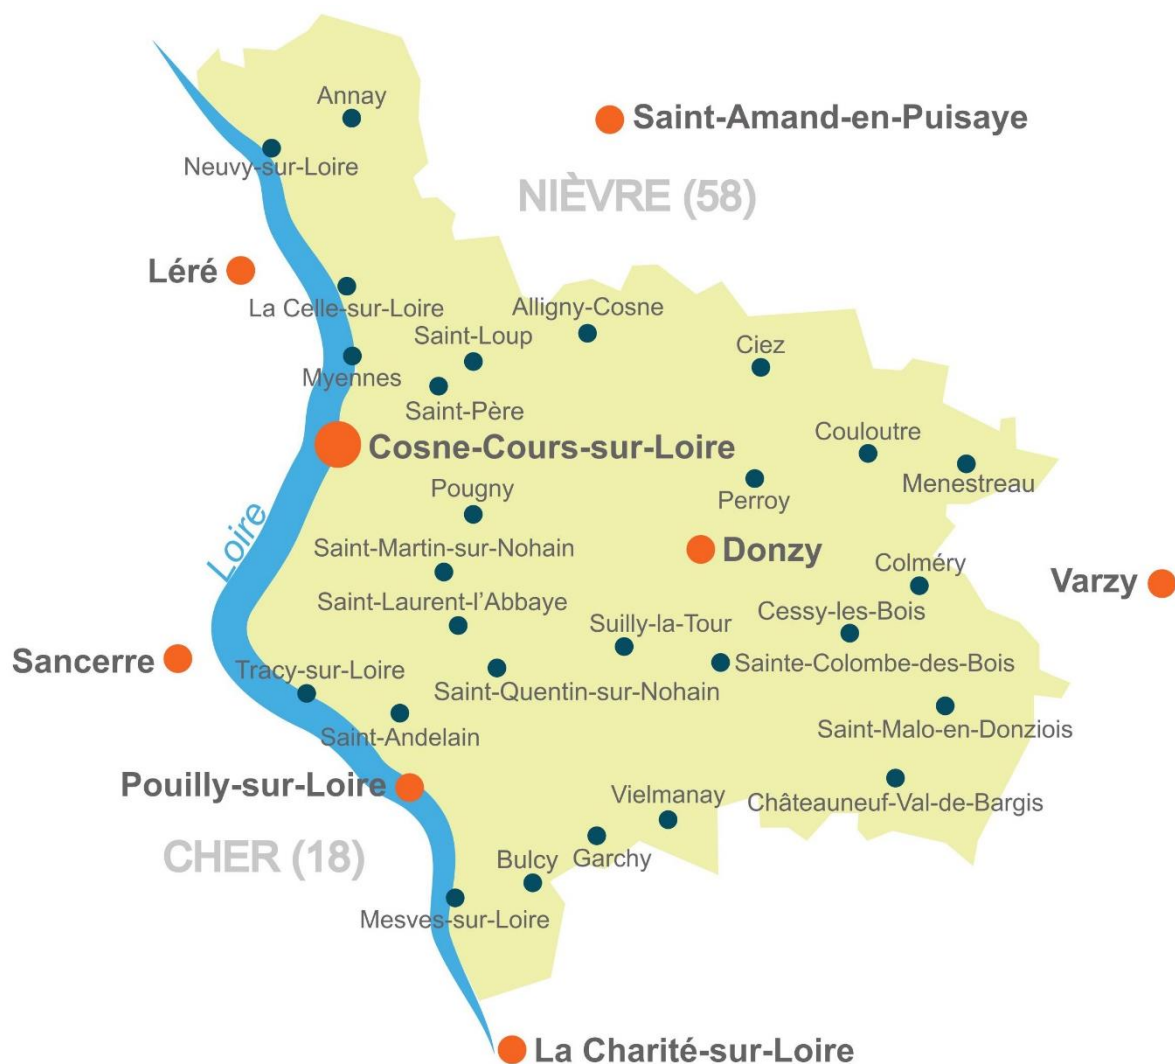 Annay
Saint-Amand-en-Puisaye
Neuvy-sur-Loire
NIÈVRE (58)
Léré
La Celle-sur-Loire
Alligny-Cosne
Saint-Loup
Ciez
Myennes
Saint-Père
Cosne-Cours-sur-Loire
Couloutre
Menestreau
Pougny
Perroy
Loire
Saint-Martin-sur-Nohain
Donzy
Colméry
Varzy
Saint-Laurent-l'Abbaye
Cessy-les-Bois
Suilly-la-Tour
Sancerre
Tracy-sur-Loire
Sainte-Colombe-des-Bois
Saint-Quentin-sur-Nohain
Saint-Malo-en-Donziois
Saint-Andelain
Pouilly-sur-Loire
Vielmanay
Châteauneuf-Val-de-Bargis
CHER (18)
Bulcy
Garchy
Mesves-sur-Loire
La Charité-sur-Loire